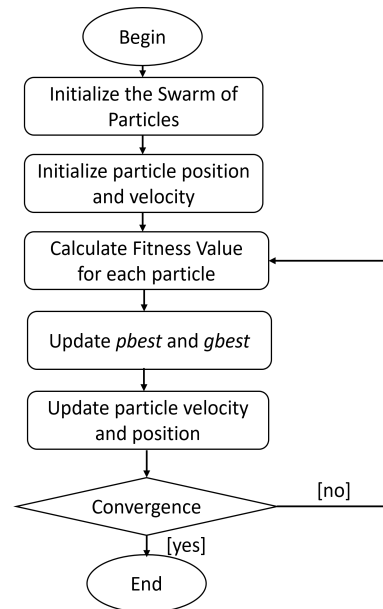 Begin
Initialize the Swarm of
Particles
Initialize particle position
and velocity
Calculate Fitness Value
for each particle
Update pbest and gbest
Update particle velocity
and position
Convergence
[no]
[yes]
End